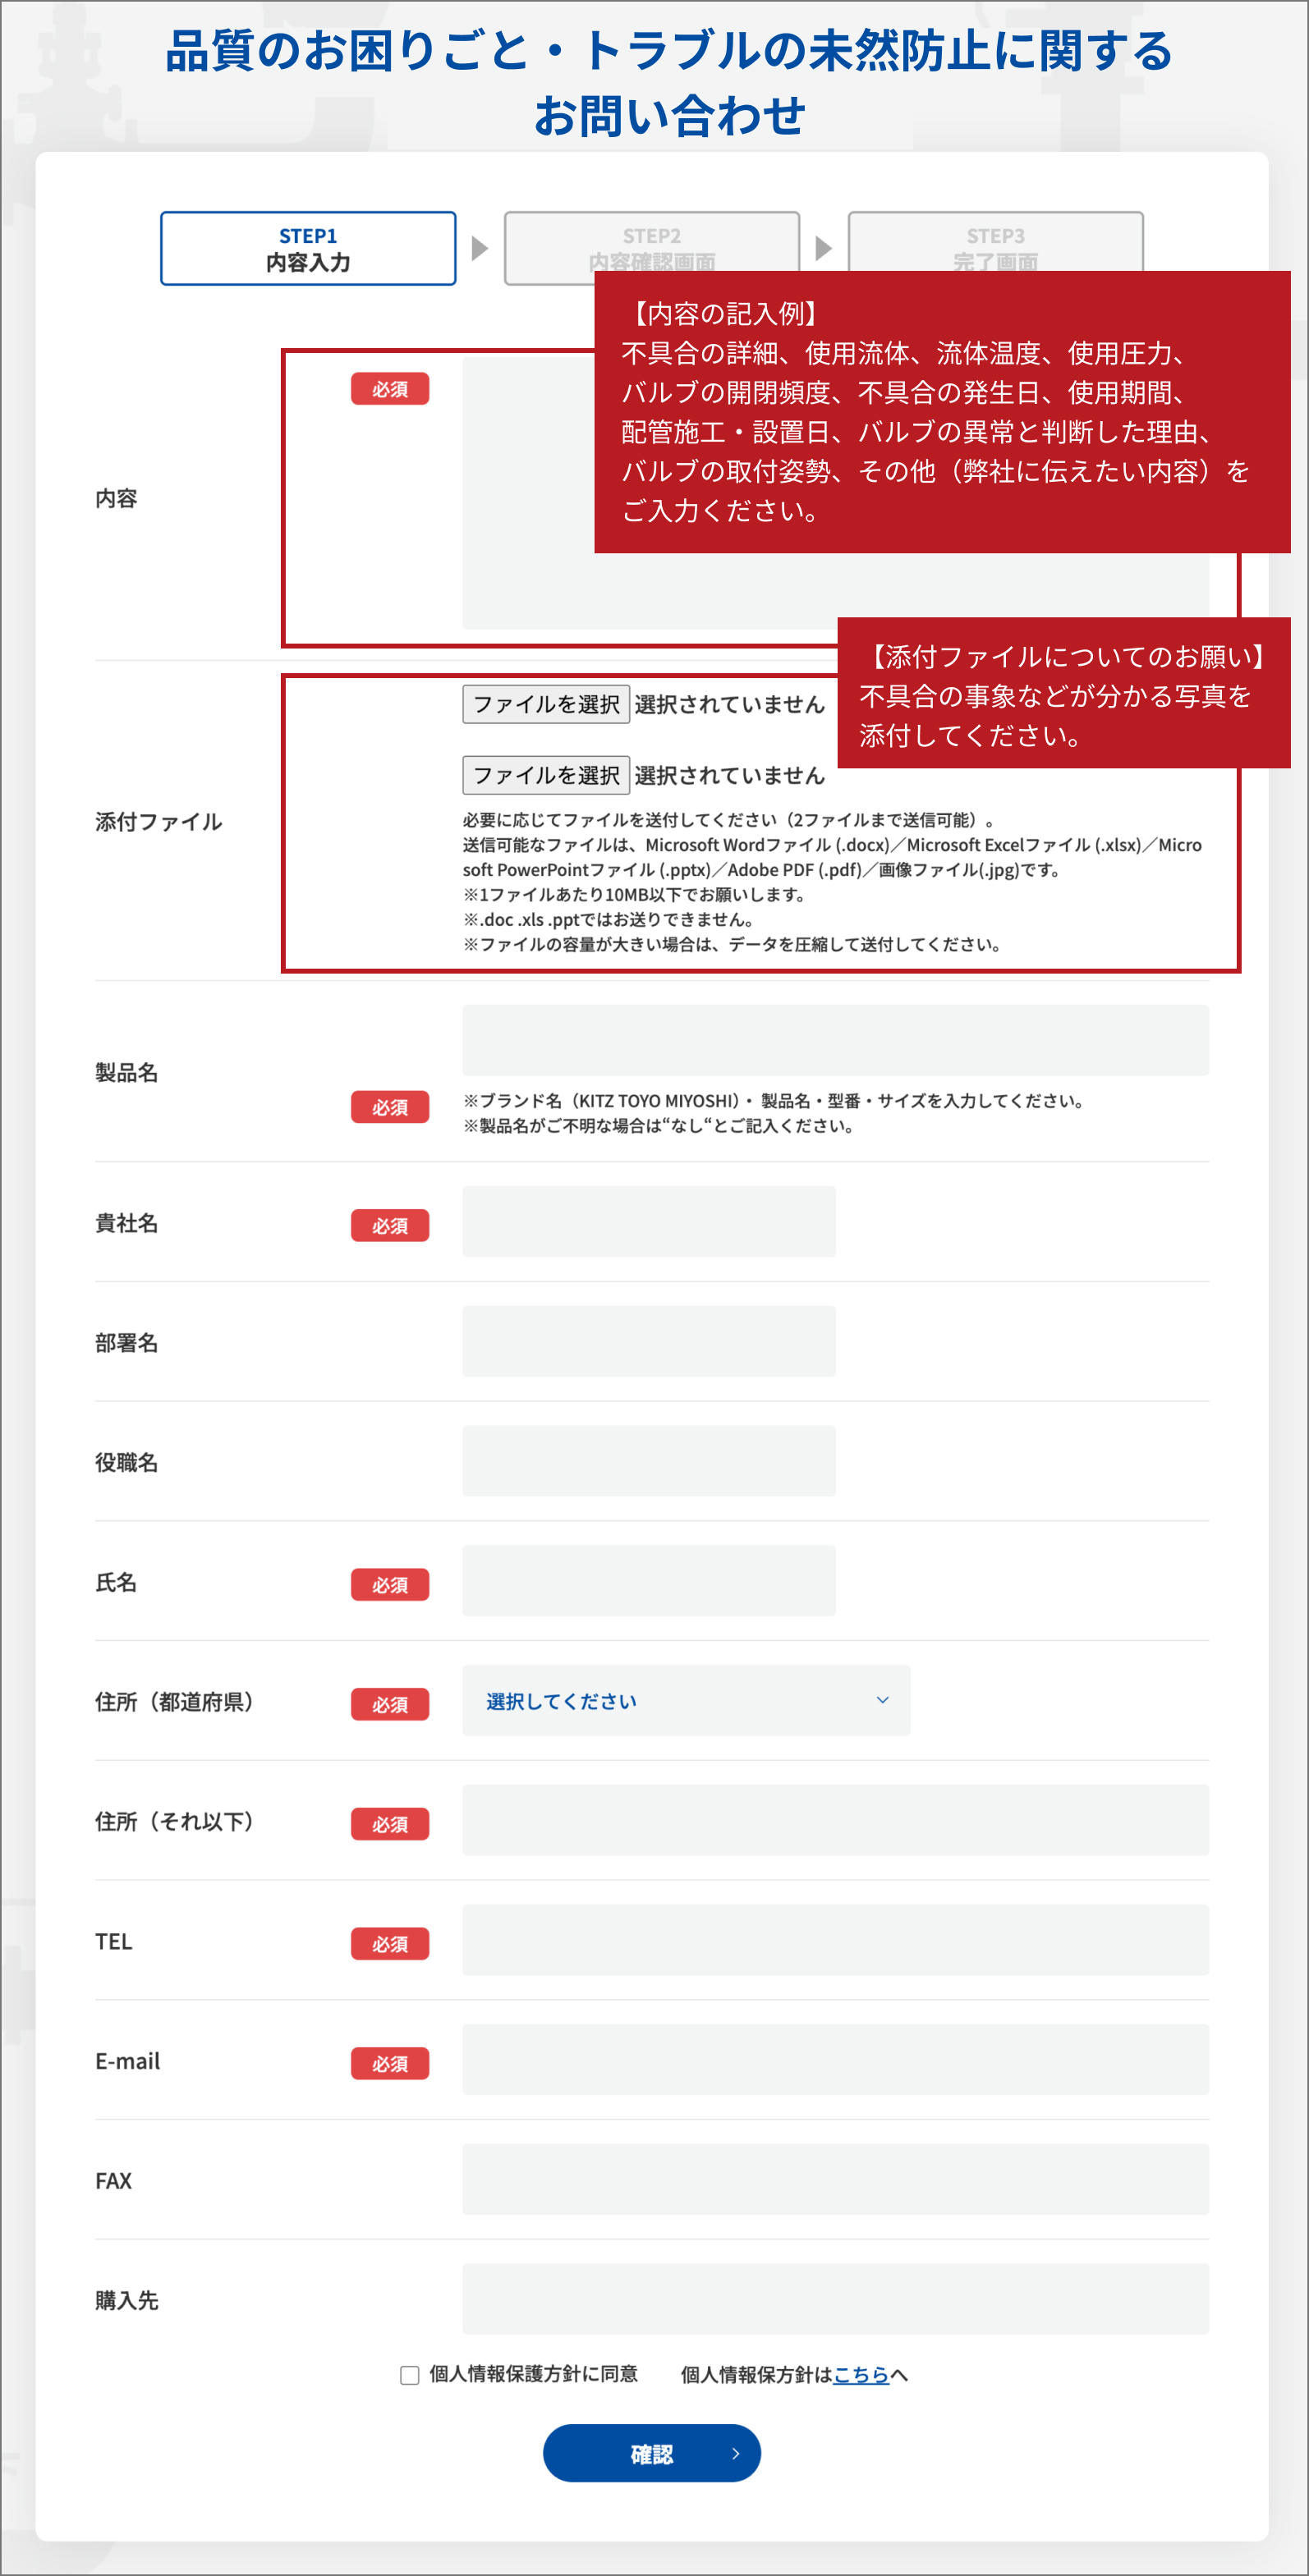 品質のお困りごと・トラブルの未然防止に関する
お問い合わせ
STEP1
内容入力
STEP2
内容確認画面
STEP3
完了画面
【内容の記入例】
不具合の詳細、使用流体、流体温度、使用圧力、
バルブの開閉頻度、不具合の発生日、使用期間、
配管施工・設置日、バルブの異常と判断した理由、
バルブの取付姿勢、その他（弊社に伝えたい内容）を
ご入力ください。
内容
必須
【添付ファイルについてのお願い】
不具合の事象などが分かる写真を
添付してください。
添付ファイル
ファイルを選択 選択されていません
ファイルを選択 選択されていません
必要に応じてファイルを送付してください（2ファイルまで送信可能）。
送信可能なファイルは、Microsoft Wordファイル (.docx)／Microsoft Excelファイル (.xlsx)／Micro
soft PowerPointファイル (.pptx)／Adobe PDF (.pdf)／画像ファイル(.jpg)です。
※1ファイルあたり10MB以下でお願いします。
※.doc .xls .pptではお送りできません。
※ファイルの容量が大きい場合は、データを圧縮して送付してください。
製品名
必須
※ブランド名（KITZ TOYO MIYOSHI）・ 製品名・型番・サイズを入力してください。
※製品名がご不明な場合は“なし“とご記入ください。
貴社名 必須
部署名
役職名
氏名 必須
住所（都道府県） 必須 選択してください
住所（それ以下） 必須
TEL 必須
E-mail 必須
FAX
購入先
個人情報保護方針に同意 個人情報保方針はこちらへ
確認